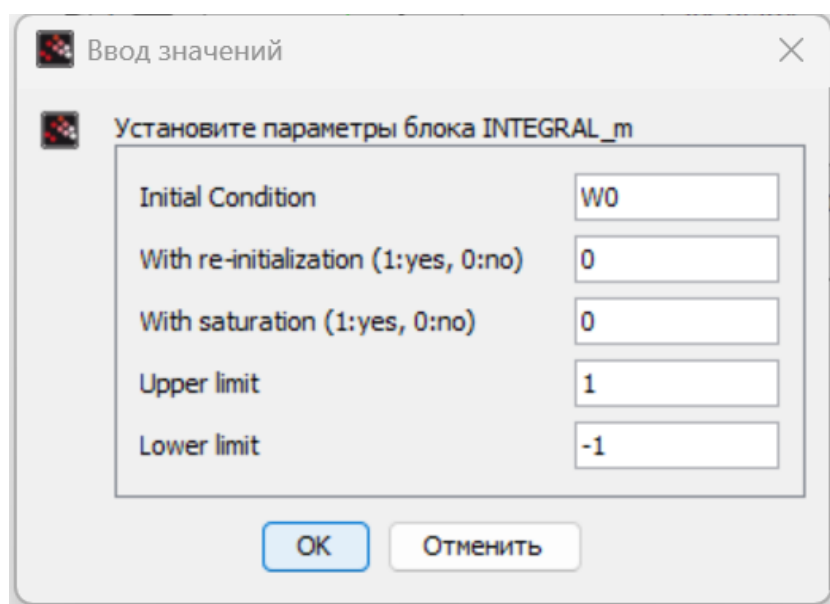 Ввод значений
Установите параметры блока INTEGRAL_m
Initial Condition W0
With re-initialization (1:yes, 0:no) 0
With saturation (1:yes, 0:no) 0
Upper limit 1
Lower limit -1
OK Отменить